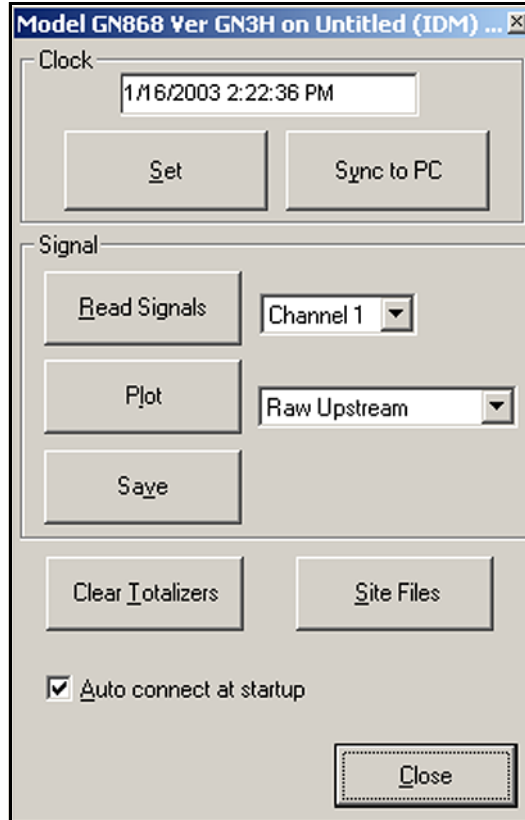 Model GN868 Ver GN3H on Untitled (IDM) ...
Clock
1/16/2003 2:22:36 PM
Set
Sync to PC
Signal
Read Signals
Channel 1
Plot
Raw Upstream
Save
Clear Totalizers
Site Files
Auto connect at startup
Close